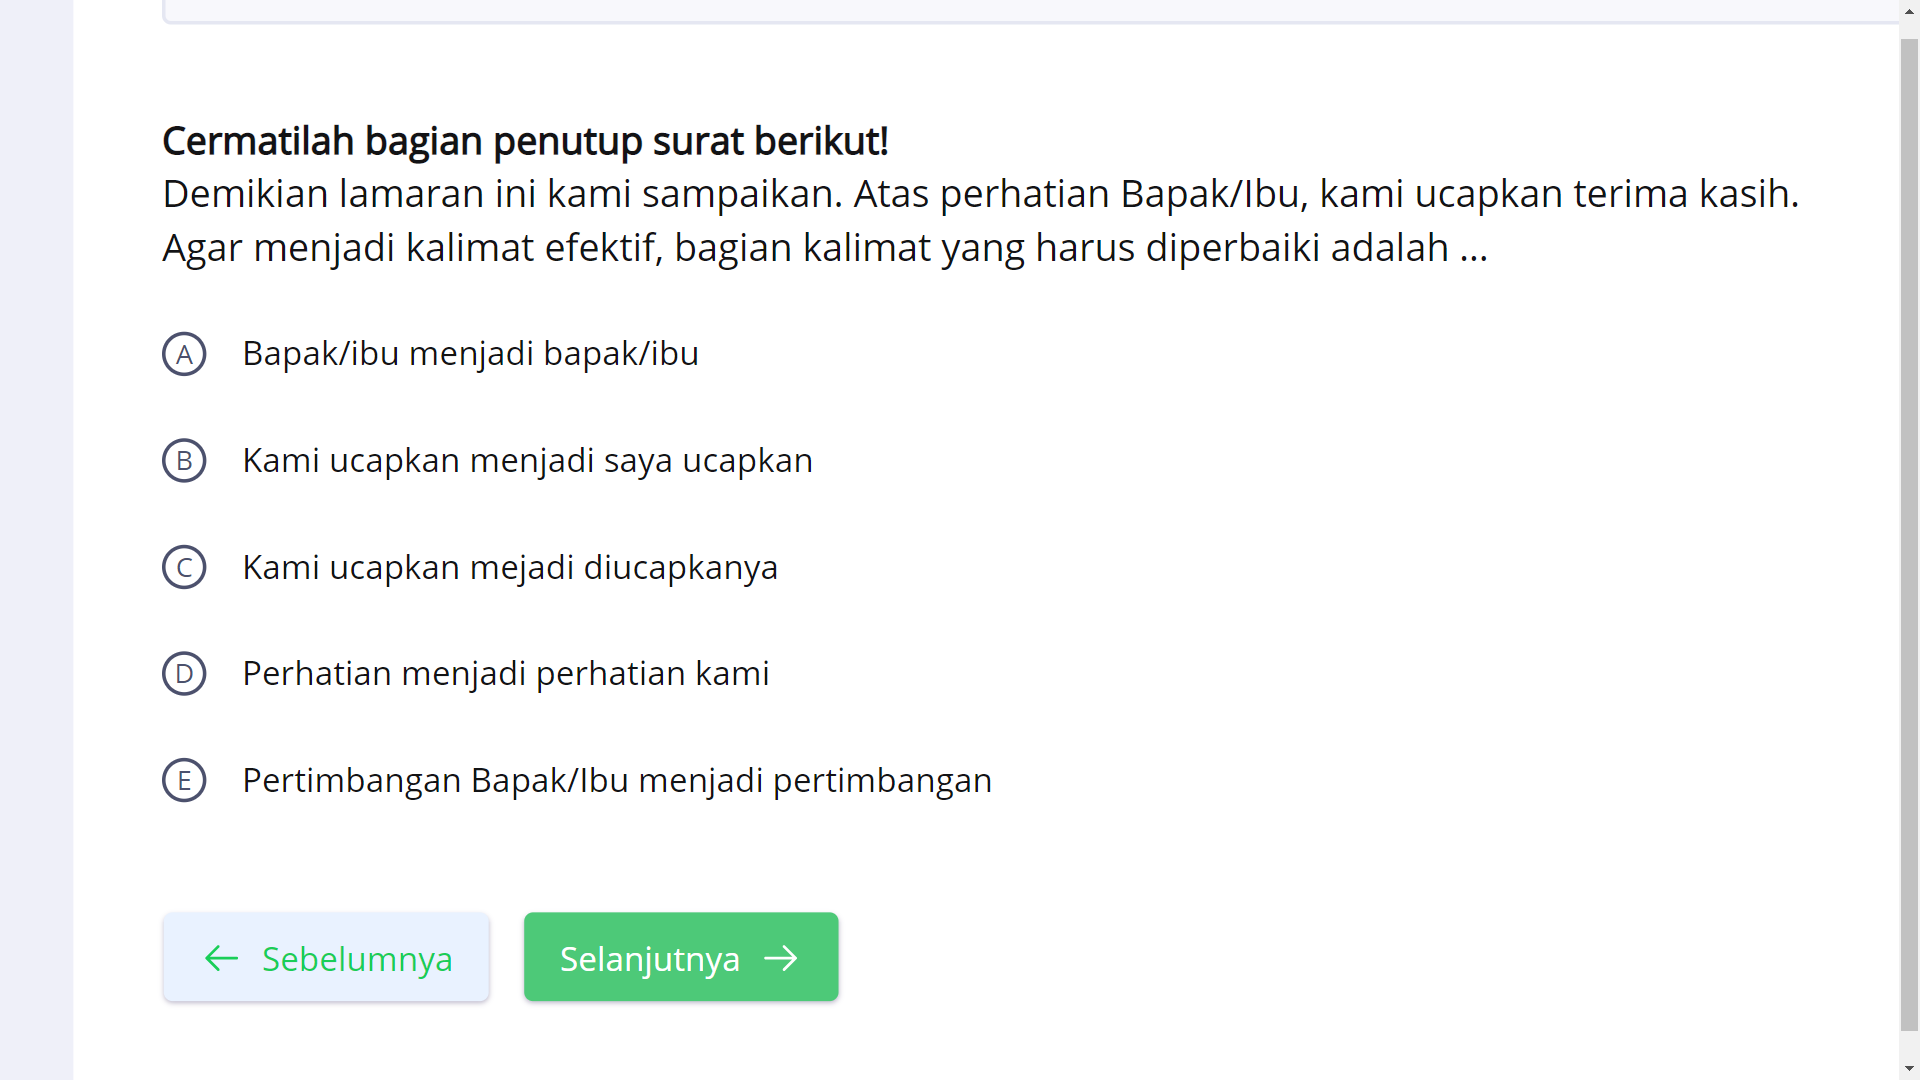 Cermatilah bagian penutup surat berikut!
Demikian lamaran ini kami sampaikan. Atas perhatian Bapak/Ibu, kami ucapkan terima kasih.
Agar menjadi kalimat efektif, bagian kalimat yang harus diperbaiki adalah ...
A Bapak/ibu menjadi bapak/ibu
B Kami ucapkan menjadi saya ucapkan
C Kami ucapkan mejadi diucapkanya
D Perhatian menjadi perhatian kami
E Pertimbangan Bapak/Ibu menjadi pertimbangan
← Sebelumnya Selanjutnya →